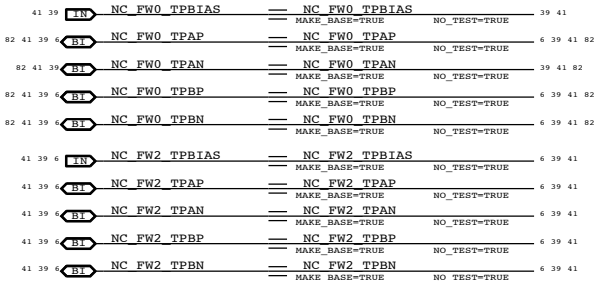 41 39 IN NC_FW0_TPBIAS NC_FW0_TPBIAS 39 41
MAKE_BASE=TRUE NO_TEST=TRUE
82 41 39 6 BI NC_FW0_TPAP NC_FW0_TPAP 6 39 41 82
MAKE_BASE=TRUE NO_TEST=TRUE
82 41 39 BI NC_FW0_TPAN NC_FW0_TPAN 39 41 82
MAKE_BASE=TRUE NO_TEST=TRUE
82 41 39 6 BI NC_FW0_TPBP NC_FW0_TPBP 6 39 41 82
MAKE_BASE=TRUE NO_TEST=TRUE
82 41 39 6 BI NC_FW0_TPBN NC_FW0_TPBN 6 39 41 82
MAKE_BASE=TRUE NO_TEST=TRUE
41 39 6 IN NC_FW2_TPBIAS NC_FW2_TPBIAS 6 39 41
MAKE_BASE=TRUE NO_TEST=TRUE
41 39 6 BI NC_FW2_TPAP NC_FW2_TPAP 6 39 41
MAKE_BASE=TRUE NO_TEST=TRUE
41 39 6 BI NC_FW2_TPAN NC_FW2_TPAN 6 39 41
MAKE_BASE=TRUE NO_TEST=TRUE
41 39 6 BI NC_FW2_TPBP NC_FW2_TPBP 6 39 41
MAKE_BASE=TRUE NO_TEST=TRUE
41 39 6 BI NC_FW2_TPBN NC_FW2_TPBN 6 39 41
MAKE_BASE=TRUE NO_TEST=TRUE